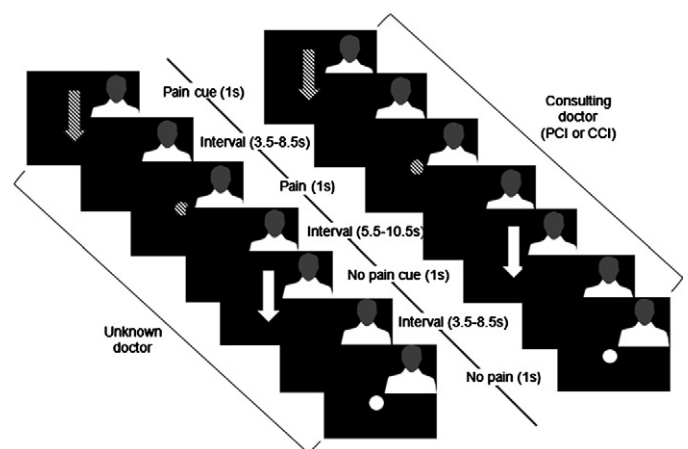 Pain cue (1s)
Interval (3.5-8.5s)
Pain (1s)
Interval (5.5-10.5s)
No pain cue (1s)
Interval (3.5-8.5s)
No pain (1s)
Consulting
doctor
(PCI or CCI)
Unknown
doctor